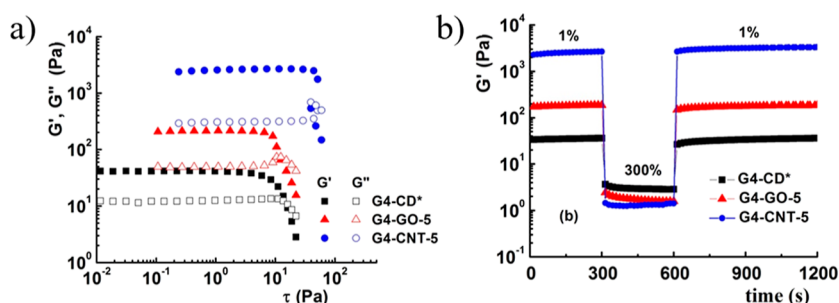 a)
G', G'' (Pa)
10^4
10^3
10^2
10^1
10^0
10^-2
10^-1
10^0
10^1
10^2
τ (Pa)
G' G''
G4-CD*
G4-GO-5
G4-CNT-5
b)
G' (Pa)
10^4
10^3
10^2
10^1
10^0
10^-1
0
300
600
900
1200
time (s)
1%
1%
300%
(b)
G4-CD*
G4-GO-5
G4-CNT-5